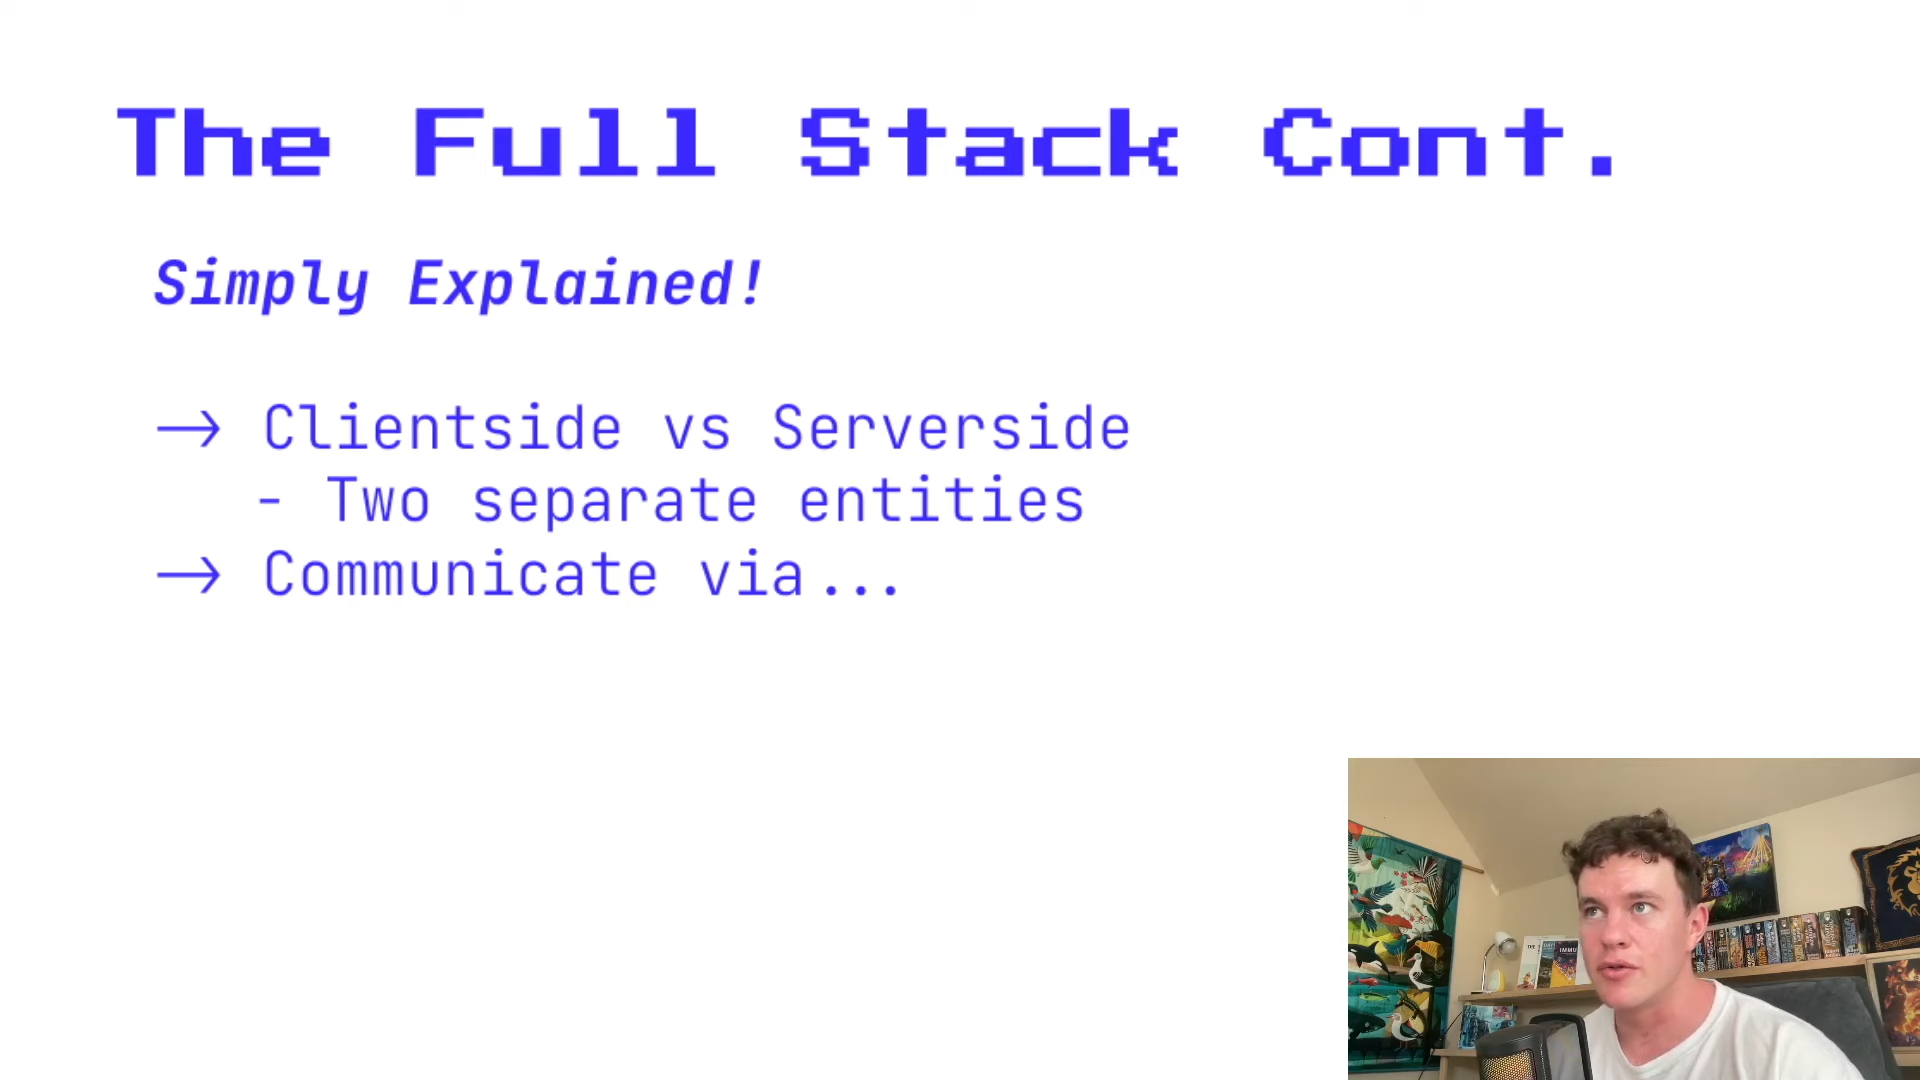 The Full Stack Cont.
Simply Explained!
→ Clientside vs Serverside
- Two separate entities
→ Communicate via...